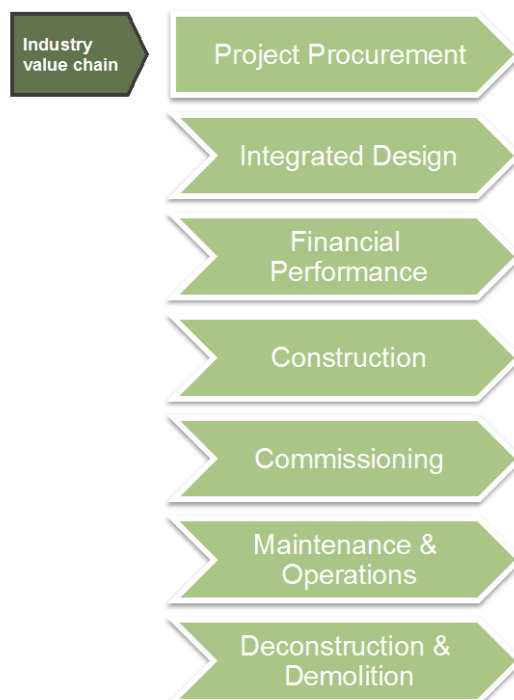 Industry
value chain
Project Procurement
Integrated Design
Financial
Performance
Construction
Commissioning
Maintenance &
Operations
Deconstruction &
Demolition